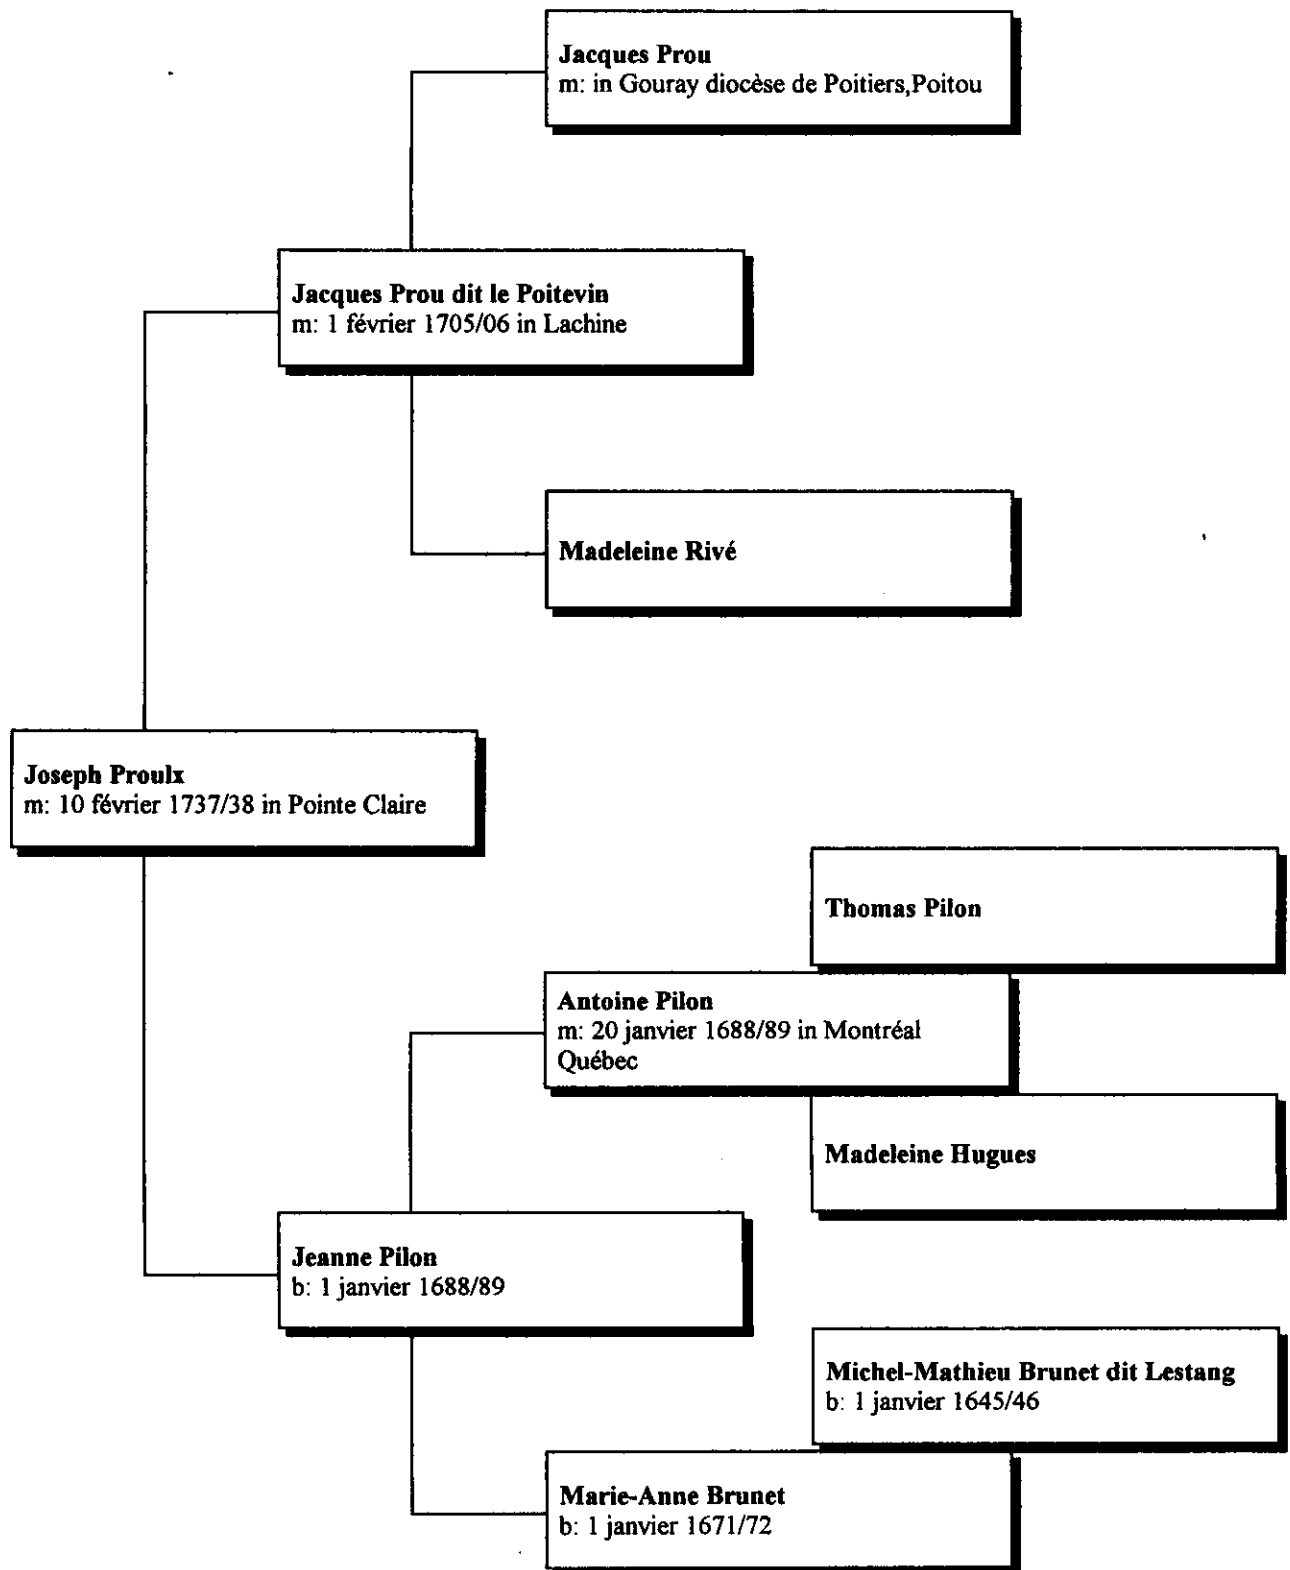 Jacques Prou
m: in Gouray diocèse de Poitiers,Poitou
Jacques Prou dit le Poitevin
m: 1 février 1705/06 in Lachine
Madeleine Rivé
Joseph Proulx
m: 10 février 1737/38 in Pointe Claire
Thomas Pilon
Antoine Pilon
m: 20 janvier 1688/89 in Montréal
Québec
Madeleine Hugues
Jeanne Pilon
b: 1 janvier 1688/89
Michel-Mathieu Brunet dit Lestang
b: 1 janvier 1645/46
Marie-Anne Brunet
b: 1 janvier 1671/72